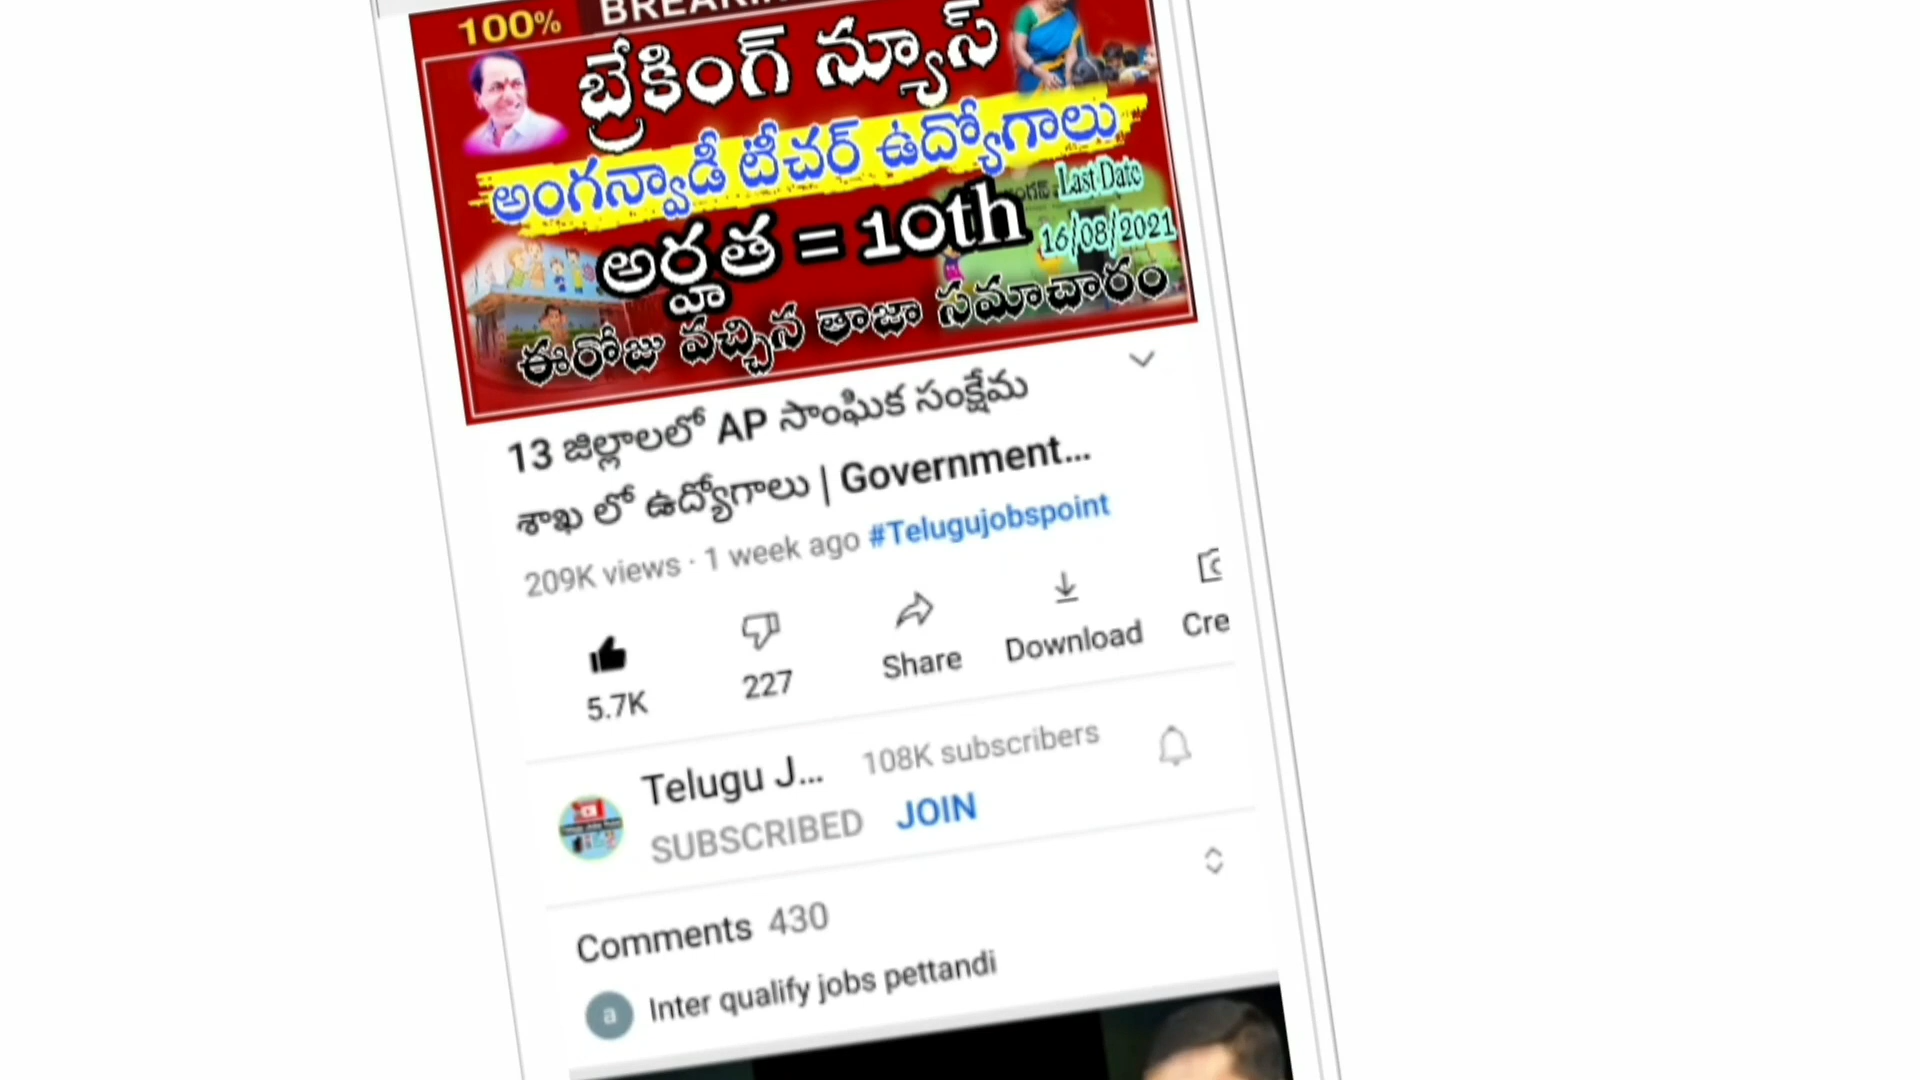 100%
బ్రేకింగ్ న్యూస్
అంగన్వాడీ టీచర్ ఉద్యోగాలు
Last Date
అర్హత = 10th
16/08/2021
ఈరోజు వచ్చిన తాజా సమాచారం
13 జిల్లాలలో AP సాంఘిక సంక్షేమ
శాఖ లో ఉద్యోగాలు | Government...
209K views · 1 week ago #Telugujobspoint
5.7K
227
Share
Download
Cre
Telugu J...
108K subscribers
SUBSCRIBED JOIN
Comments 430
a
Inter qualify jobs pettandi